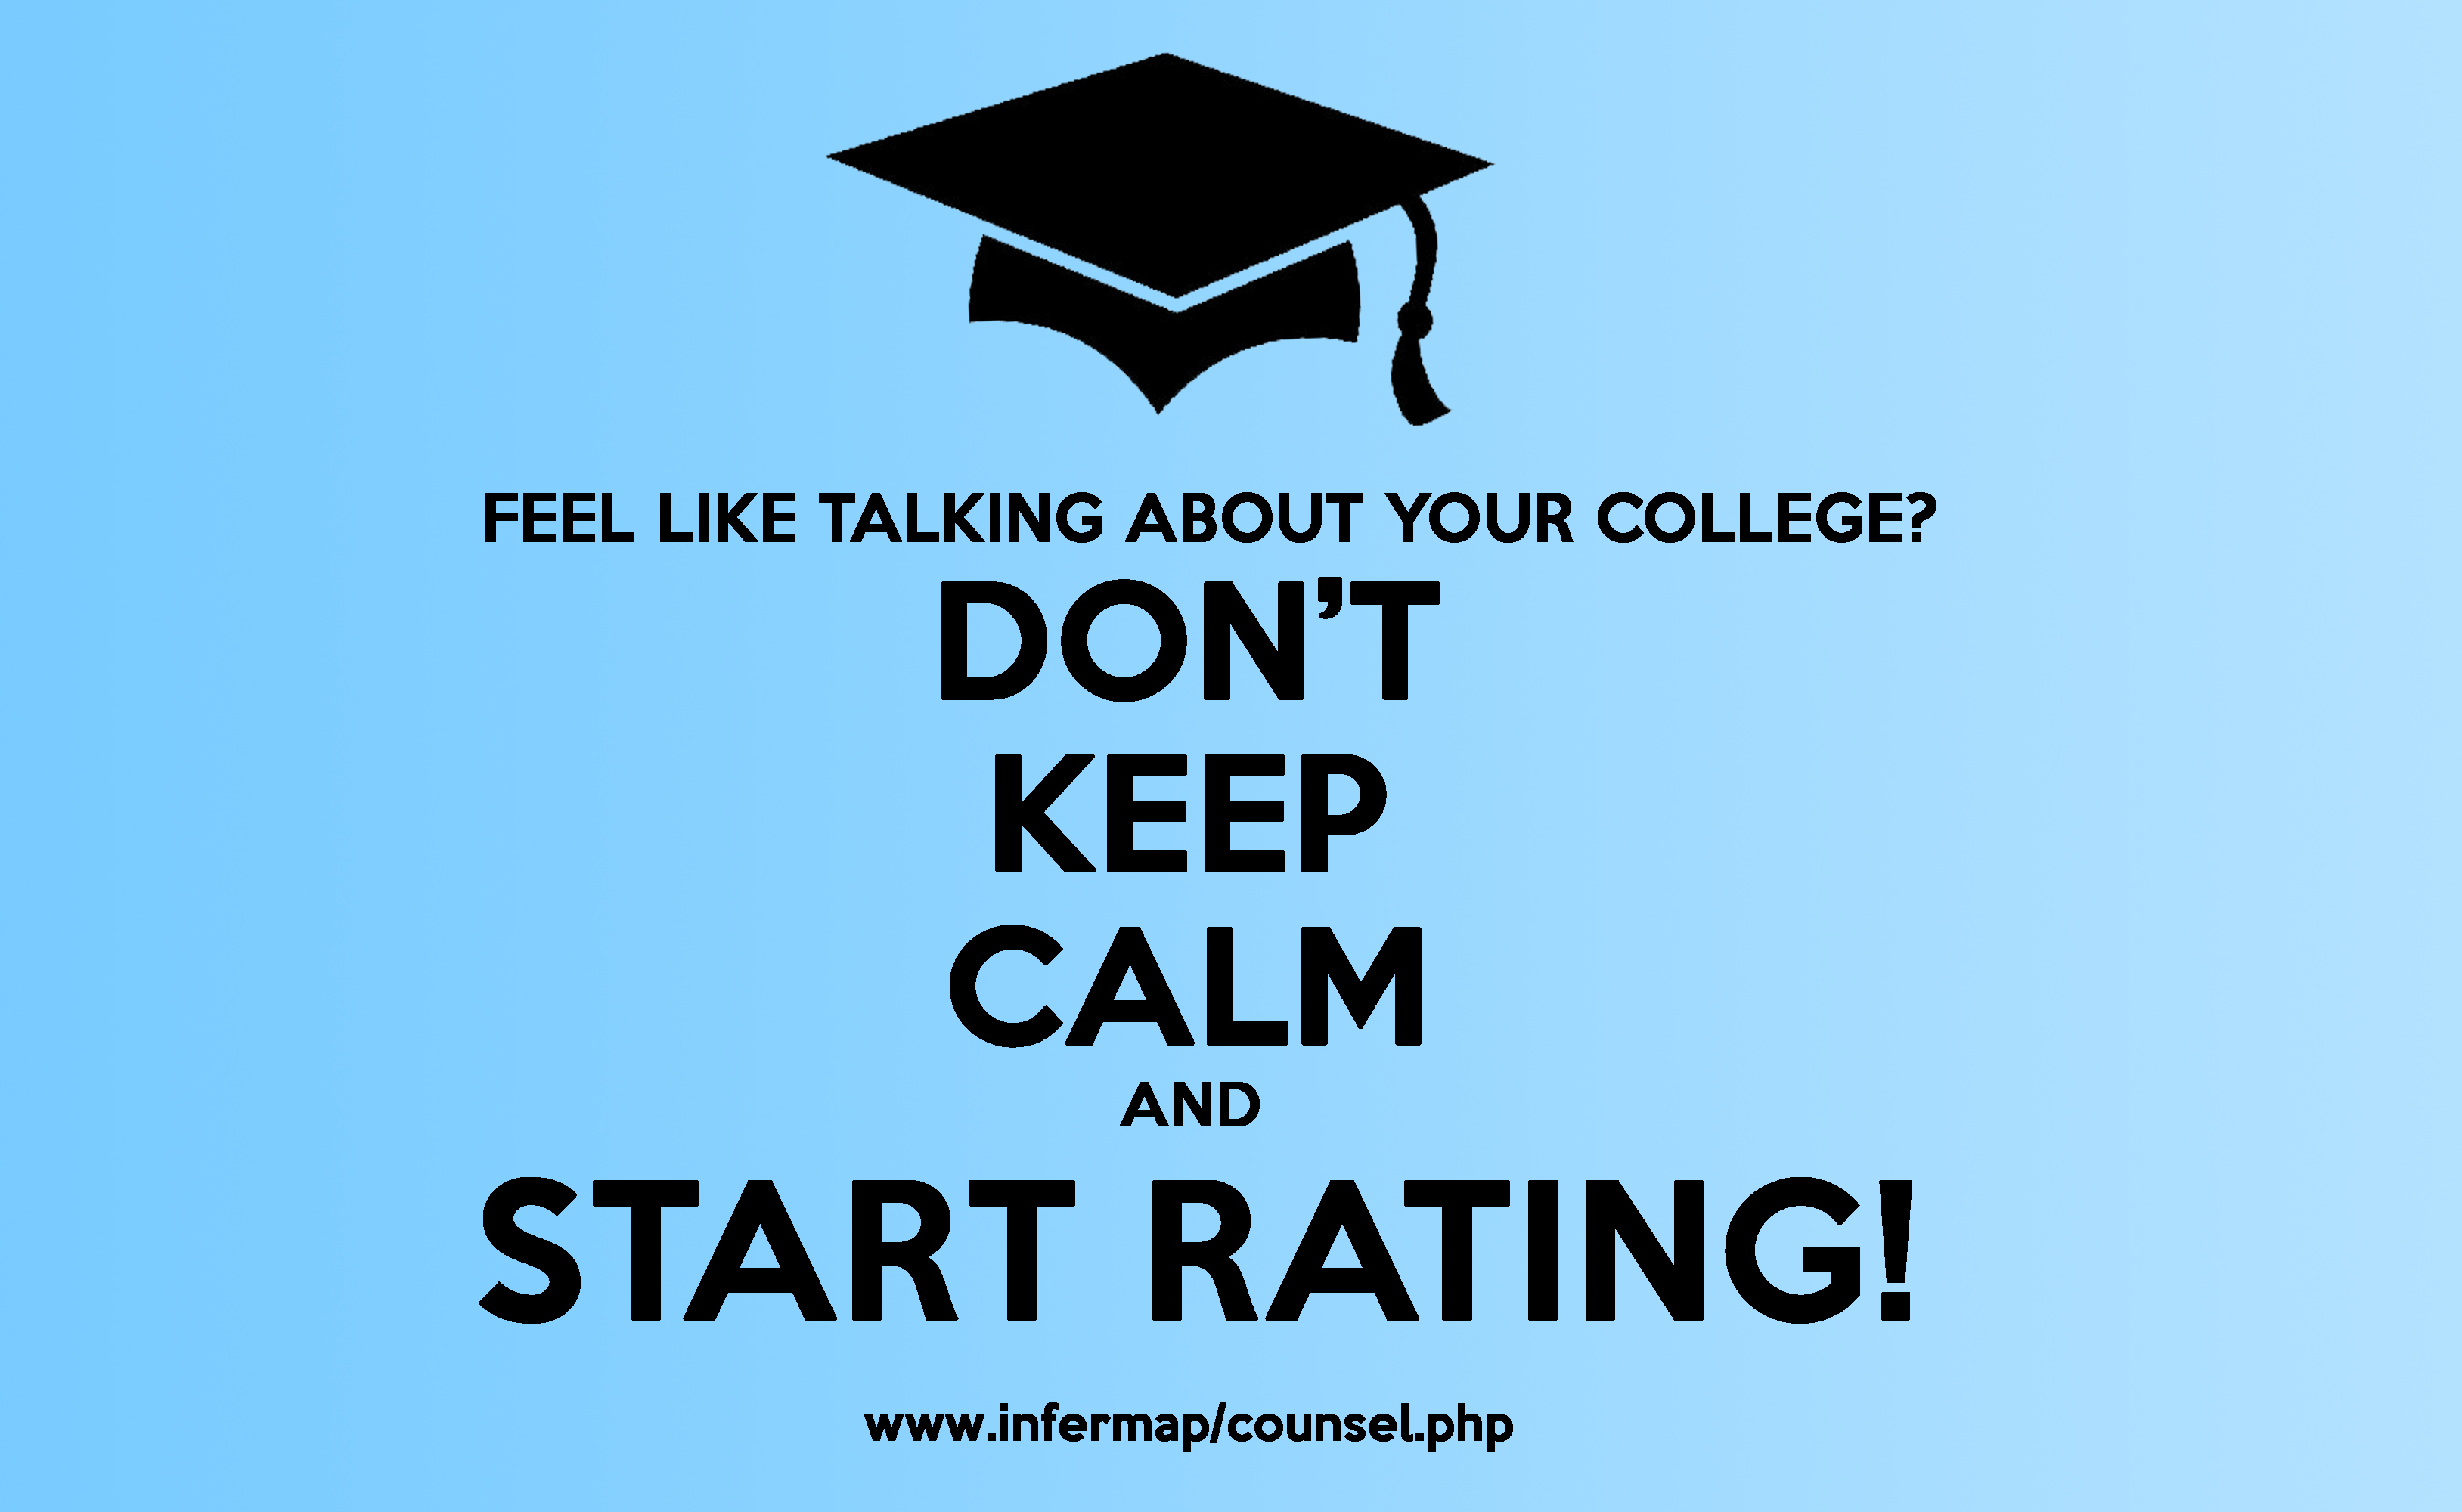 FEEL LIKE TALKING ABOUT YOUR COLLEGE?
DON’T
KEEP
CALM
AND
START RATING!
www.infermap/counsel.php